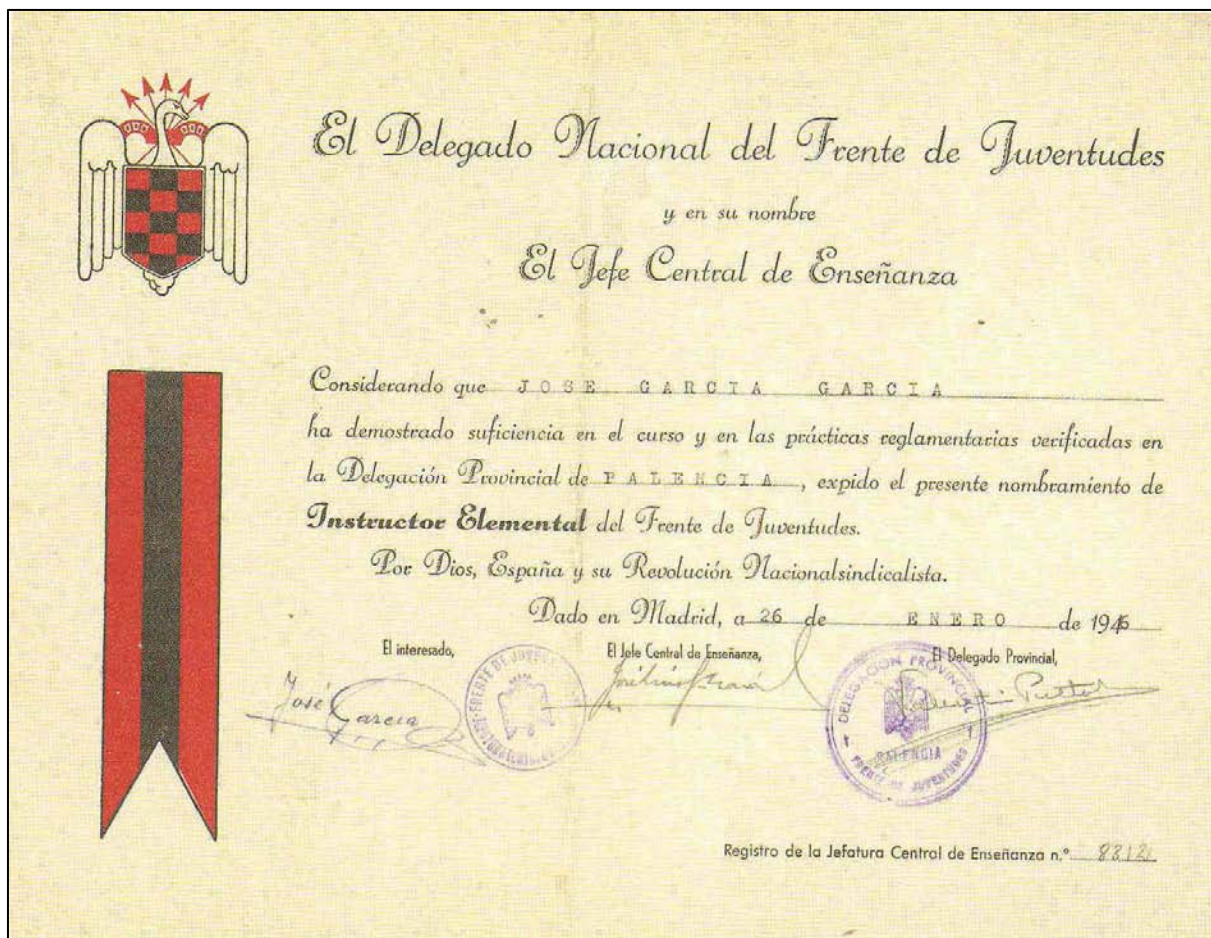 El Delegado Nacional del Frente de Juventudes
y en su nombre
El Jefe Central de Enseñanza
Considerando que JOSE GARCIA GARCIA
ha demostrado suficiencia en el curso y en las prácticas reglamentarias verificadas en
la Delegación Provincial de PALENCIA, expido el presente nombramiento de
Instructor Elemental del Frente de Juventudes.
Por Dios, España y su Revolución Nacionalsindicalista.
Dado en Madrid, a 26 de ENERO de 1946
El interesado,
El Jefe Central de Enseñanza,
El Delegado Provincial,
José Garcia
FRENTE DE
DELEGACION PROVINCIAL
PALENCIA
FRENTE DE JUVENTUDES
Registro de la Jefatura Central de Enseñanza n.º